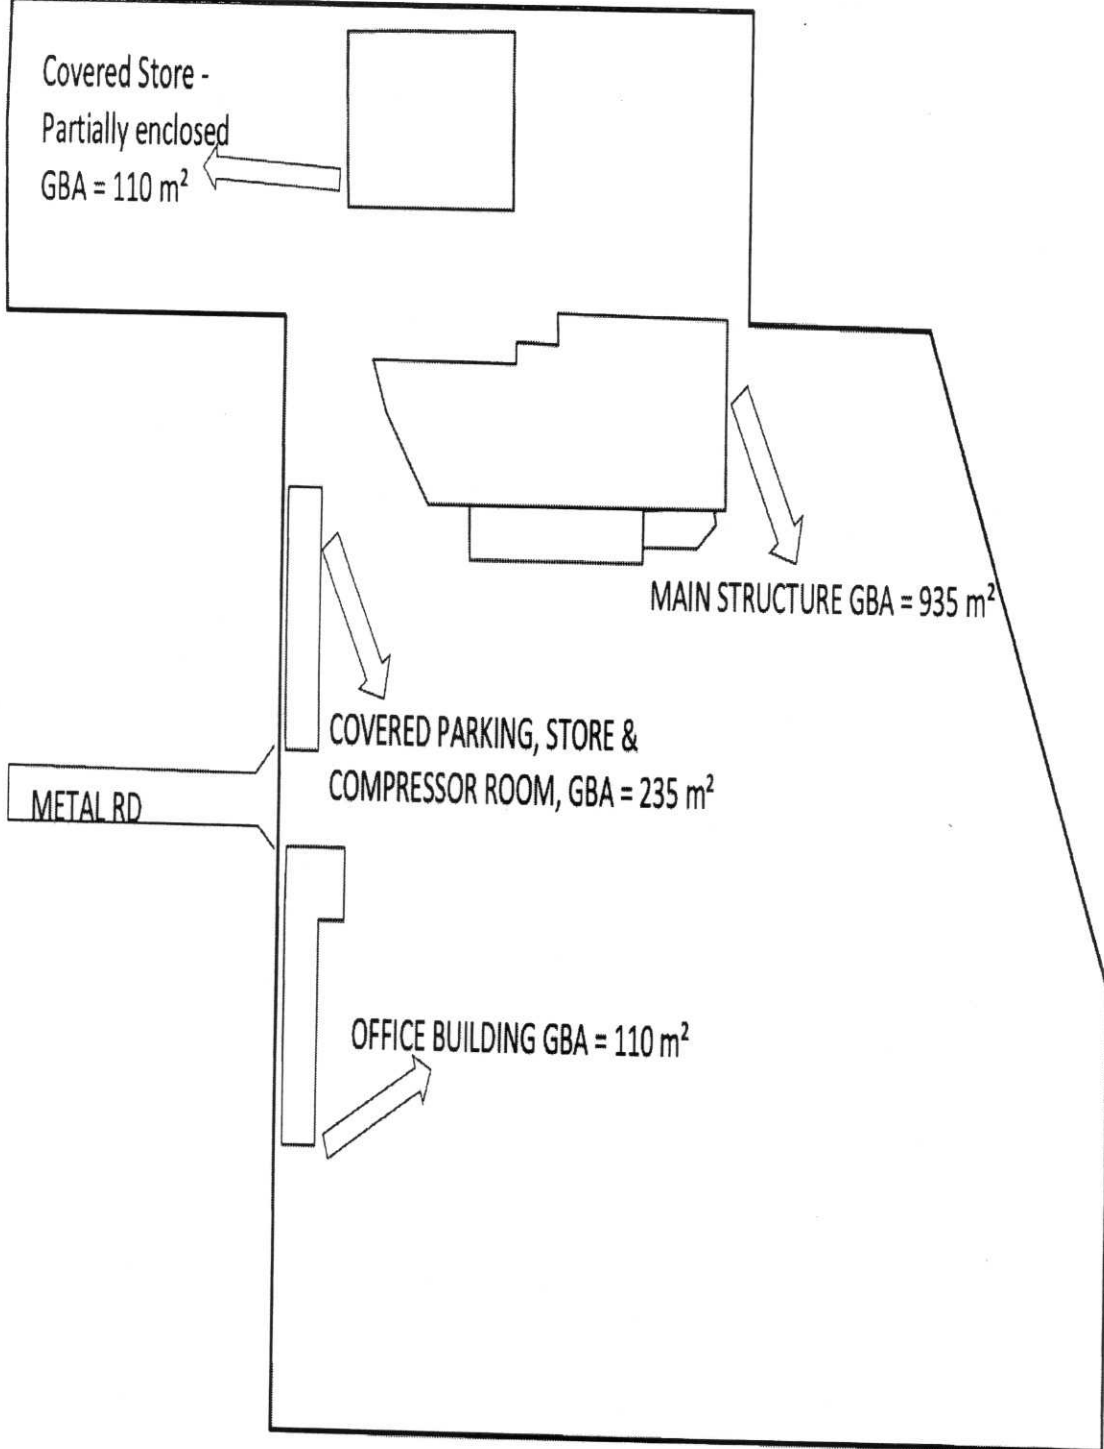 Covered Store -
Partially enclosed
GBA = 110 m²
MAIN STRUCTURE GBA = 935 m²
COVERED PARKING, STORE &
COMPRESSOR ROOM, GBA = 235 m²
METAL RD
OFFICE BUILDING GBA = 110 m²